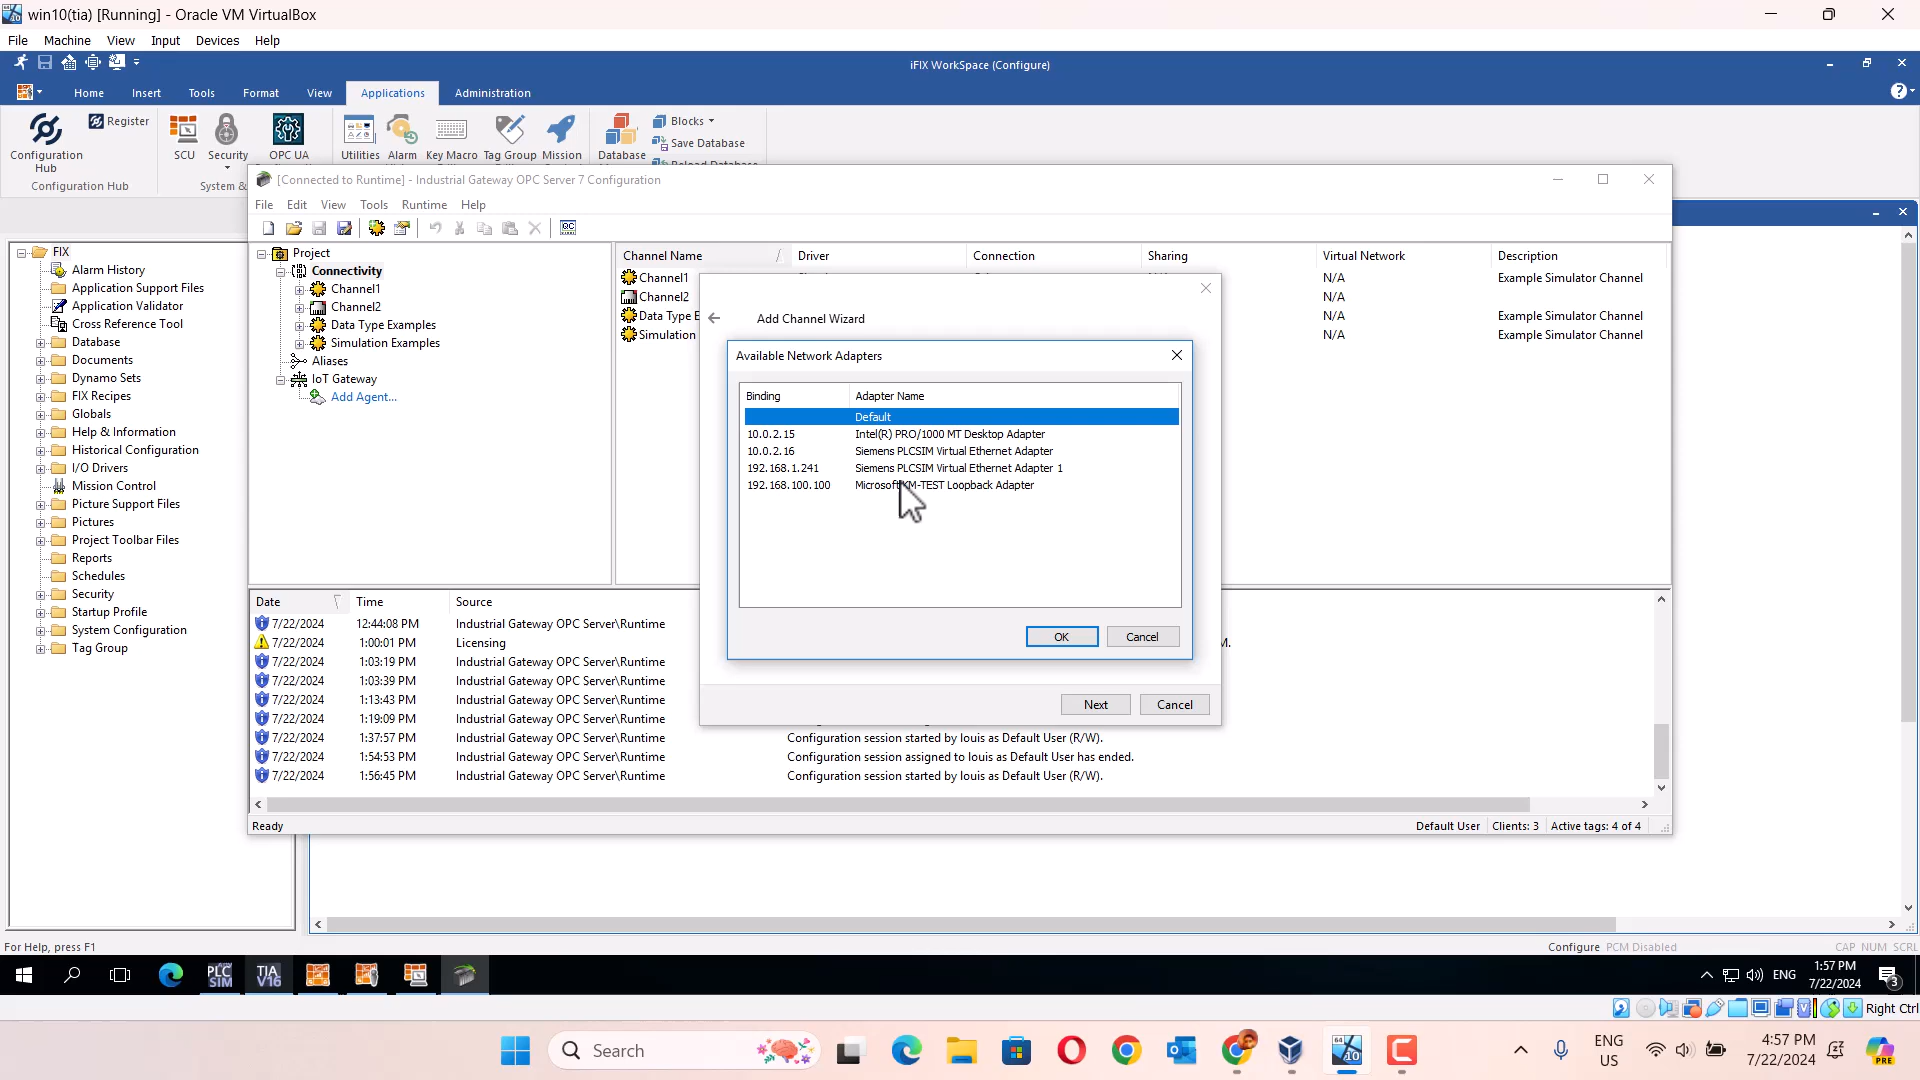 win10(tia) [Running] - Oracle VM VirtualBox
File Machine View Input Devices Help
iFIX WorkSpace (Configure)
Home Insert Tools Format View Applications Administration
Configuration Hub
Register
SCU Security OPC UA
Utilities Alarm Key Macro Tag Group Mission
Database
Blocks
Save Database
Reload Database
Configuration Hub
System &
[Connected to Runtime] - Industrial Gateway OPC Server 7 Configuration
File Edit View Tools Runtime Help
FIX
Alarm History
Application Support Files
Application Validator
Cross Reference Tool
Database
Documents
Dynamo Sets
FIX Recipes
Globals
Help & Information
Historical Configuration
I/O Drivers
Mission Control
Picture Support Files
Pictures
Project Toolbar Files
Reports
Schedules
Security
Startup Profile
System Configuration
Tag Group
Project
Connectivity
Channel1
Channel2
Data Type Examples
Simulation Examples
Aliases
IoT Gateway
Add Agent...
Channel Name / Driver Connection Sharing Virtual Network Description
Channel1 N/A Example Simulator Channel
Channel2 N/A
Data Type E N/A Example Simulator Channel
Simulation N/A Example Simulator Channel
Add Channel Wizard
Available Network Adapters
Binding Adapter Name
Default
10.0.2.15 Intel(R) PRO/1000 MT Desktop Adapter
10.0.2.16 Siemens PLCSIM Virtual Ethernet Adapter
192.168.1.241 Siemens PLCSIM Virtual Ethernet Adapter 1
192.168.100.100 Microsoft KM-TEST Loopback Adapter
OK Cancel
Next Cancel
Date Time Source
7/22/2024 12:44:08 PM Industrial Gateway OPC Server\Runtime
7/22/2024 1:00:01 PM Licensing M.
7/22/2024 1:03:19 PM Industrial Gateway OPC Server\Runtime
7/22/2024 1:03:39 PM Industrial Gateway OPC Server\Runtime
7/22/2024 1:13:43 PM Industrial Gateway OPC Server\Runtime
7/22/2024 1:19:09 PM Industrial Gateway OPC Server\Runtime
7/22/2024 1:37:57 PM Industrial Gateway OPC Server\Runtime Configuration session started by louis as Default User (R/W).
7/22/2024 1:54:53 PM Industrial Gateway OPC Server\Runtime Configuration session assigned to louis as Default User has ended.
7/22/2024 1:56:45 PM Industrial Gateway OPC Server\Runtime Configuration session started by louis as Default User (R/W).
Ready Default User Clients: 3 Active tags: 4 of 4
For Help, press F1 Configure PCM Disabled CAP NUM SCRL
PLC SIM
TIA V16
ENG
1:57 PM
7/22/2024
3
Right Ctrl
Search
64
10
ENG
US
4:57 PM
7/22/2024
PRE